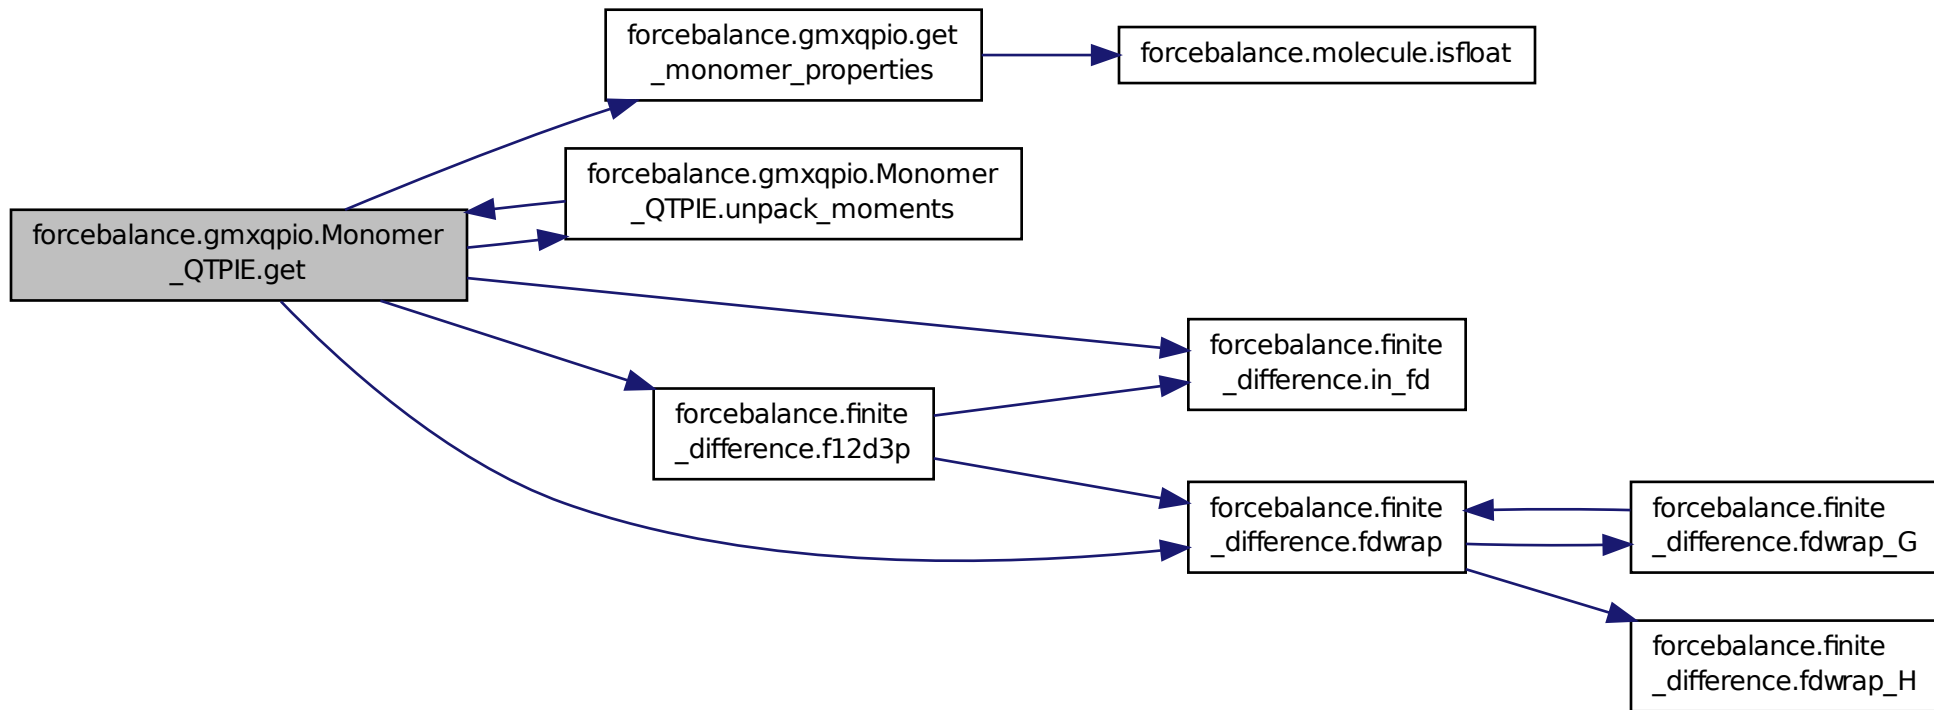 forcebalance.gmxqpio.get
_monomer_properties
forcebalance.molecule.isfloat
forcebalance.gmxqpio.Monomer
_QTPIE.unpack_moments
forcebalance.gmxqpio.Monomer
_QTPIE.get
forcebalance.finite
_difference.in_fd
forcebalance.finite
_difference.f12d3p
forcebalance.finite
_difference.fdwrap
forcebalance.finite
_difference.fdwrap_G
forcebalance.finite
_difference.fdwrap_H